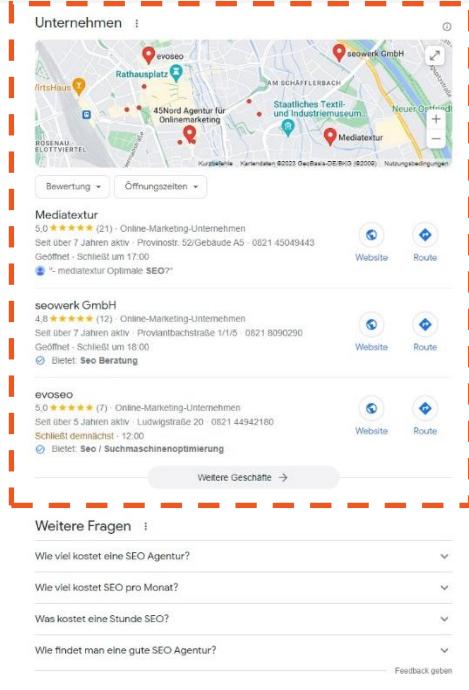 Unternehmen
evoseo
seowerk GmbH
Rathausplatz
VirtsHaus
AM SCHÄFFLERBACH
45Nord Agentur für
Onlinemarketing
Staatliches Textil-
und Industriemuseum...
Neuer Ostfriedh
Mediatextur
ROSENAU-
Kurzbefehle Kartendaten ©2023 GeoBasis-DE/BKG (©2009) Nutzungsbedingungen
Bewertung
Öffnungszeiten
Mediatextur
5,0 ★★★★★ (21) · Online-Marketing-Unternehmen
Seit über 7 Jahren aktiv · Provinostr. 52/Gebäude A5 · 0821 45049443
Geöffnet · Schließt um 17:00
"- mediatextur Optimale SEO?"
Website
Route
seowerk GmbH
4,8 ★★★★★ (12) · Online-Marketing-Unternehmen
Seit über 7 Jahren aktiv · Proviantbachstraße 1/1/5 · 0821 8090290
Geöffnet · Schließt um 18:00
Bietet: Seo Beratung
Website
Route
evoseo
5,0 ★★★★★ (7) · Online-Marketing-Unternehmen
Seit über 5 Jahren aktiv · Ludwigstraße 20 · 0821 44942180
Schließt demnächst · 12:00
Bietet: Seo / Suchmaschinenoptimierung
Website
Route
Weitere Geschäfte →
Weitere Fragen
Wie viel kostet eine SEO Agentur?
Wie viel kostet SEO pro Monat?
Was kostet eine Stunde SEO?
Wie findet man eine gute SEO Agentur?
Feedback geben